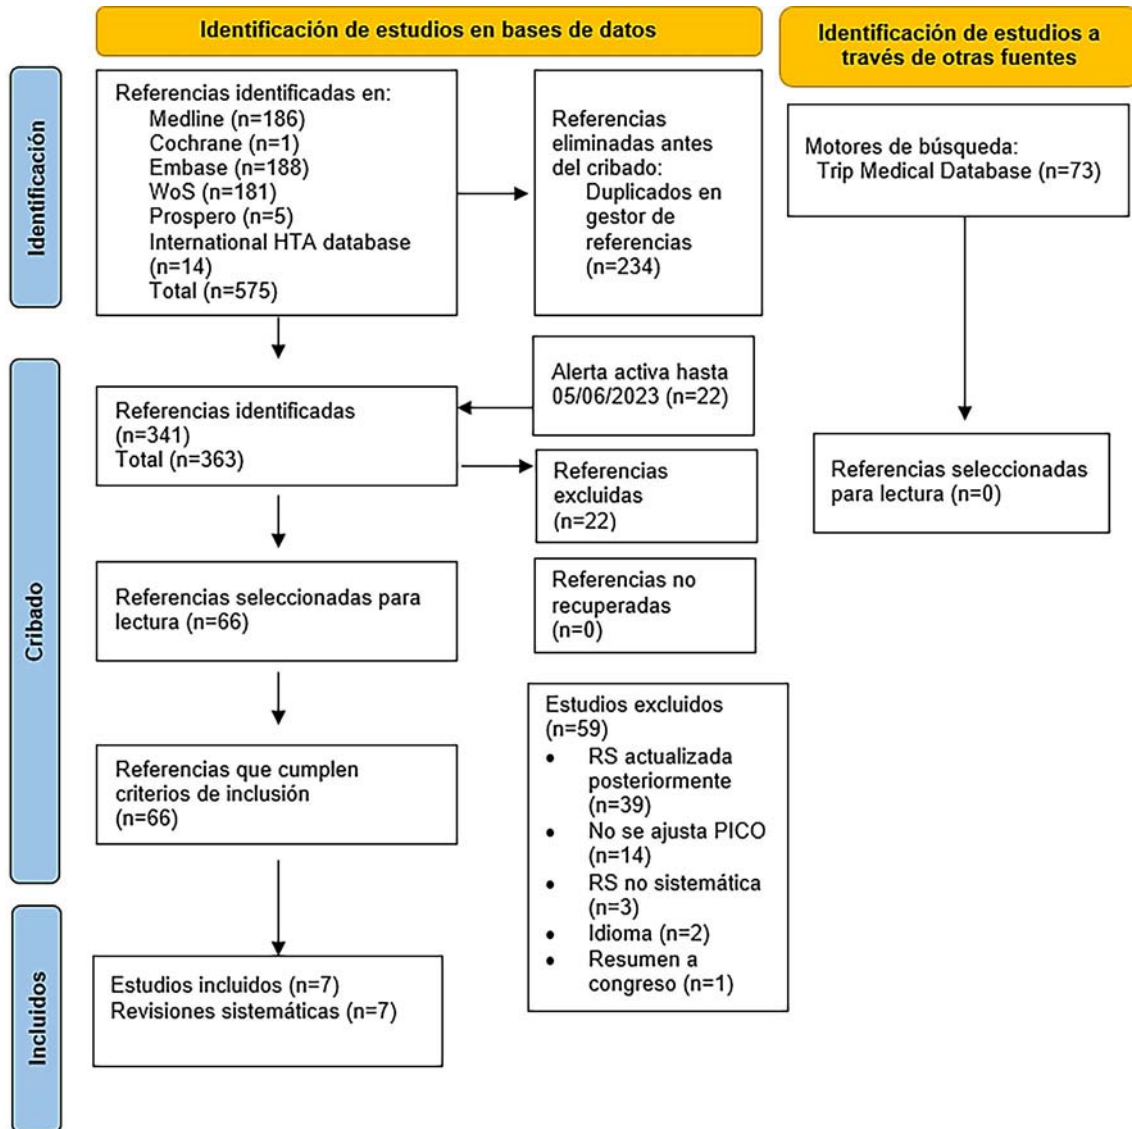 Identificación de estudios en bases de datos
Identificación de estudios a
través de otras fuentes
Identificación
Referencias identificadas en:
Medline (n=186)
Cochrane (n=1)
Embase (n=188)
WoS (n=181)
Prospero (n=5)
International HTA database
(n=14)
Total (n=575)
Referencias
eliminadas antes
del cribado:
Duplicados en
gestor de
referencias
(n=234)
Motores de búsqueda:
Trip Medical Database (n=73)
Cribado
Referencias identificadas
(n=341)
Total (n=363)
Alerta activa hasta
05/06/2023 (n=22)
Referencias
excluidas
(n=22)
Referencias seleccionadas
para lectura (n=0)
Referencias seleccionadas para
lectura (n=66)
Referencias no
recuperadas
(n=0)
Referencias que cumplen
criterios de inclusión
(n=66)
Estudios excluidos
(n=59)
• RS actualizada
posteriormente
(n=39)
• No se ajusta PICO
(n=14)
• RS no sistemática
(n=3)
• Idioma (n=2)
• Resumen a
congreso (n=1)
Incluidos
Estudios incluidos (n=7)
Revisiones sistemáticas (n=7)